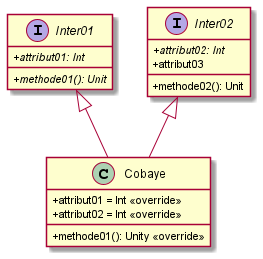 I Inter01
+attribut01: Int
+methode01(): Unit
I Inter02
+attribut02: Int
+attribut03
+methode02(): Unit
C Cobaye
+attribut01 = Int «override»
+attribut02 = Int «override»
+methode01(): Unity «override»